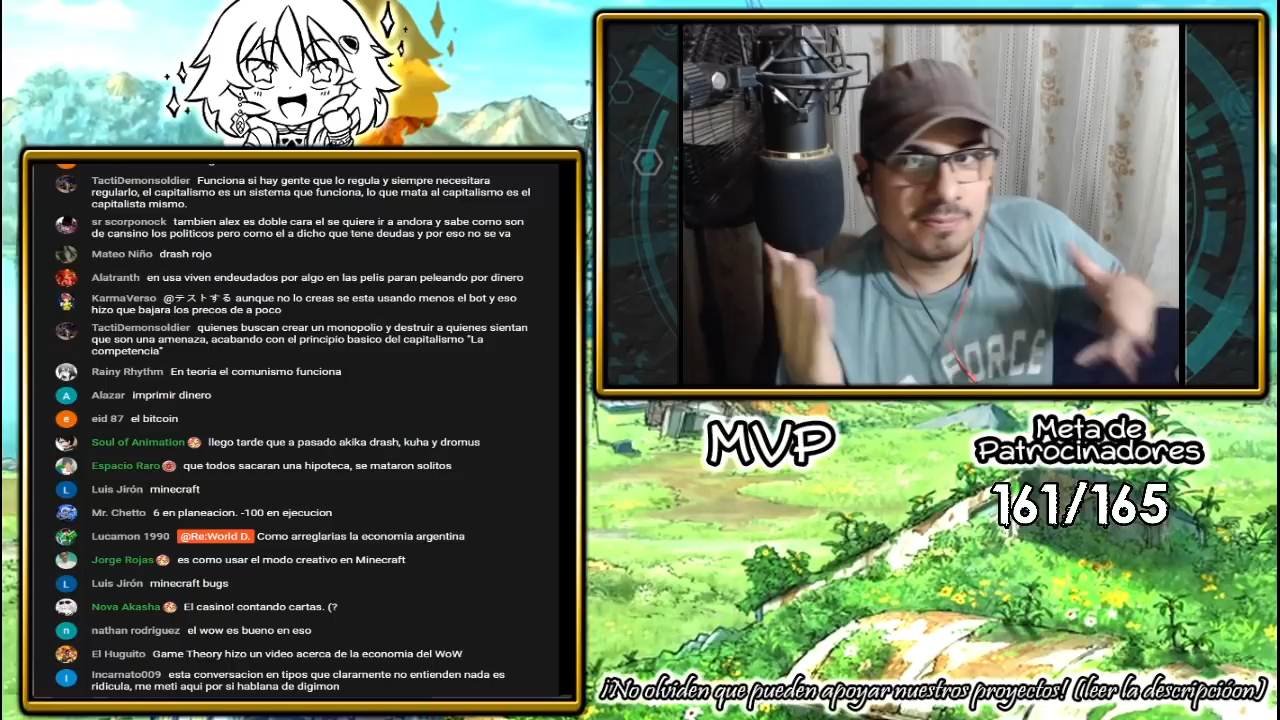 TactiDemonsoldier Funciona si hay gente que lo regula y siempre necesitara
regularlo, el capitalismo es un sistema que funciona, lo que mata al capitalismo es el
capitalista mismo.
sr scorponock tambien alex es doble cara el se quiere ir a andora y sabe como son
de cansino los politicos pero como el a dicho que tene deudas y por eso no se va
Mateo Niño drash rojo
Alatranth en usa viven endeudados por algo en las pelis paran peleando por dinero
KarmaVerso @テストする aunque no lo creas se esta usando menos el bot y eso
hizo que bajara los precos de a poco
TactiDemonsoldier quienes buscan crear un monopolio y destruir a quienes sientan
que son una amenaza, acabando con el principio basico del capitalismo "La
competencia"
Rainy Rhythm En teoria el comunismo funciona
A Alazar imprimir dinero
e eid 87 el bitcoin
Soul of Animation llego tarde que a pasado akika drash, kuha y dromus
Espacio Raro que todos sacaran una hipoteca, se mataron solitos
L Luis Jirón minecraft
Mr. Chetto 6 en planeacion. -100 en ejecucion
Lucamon 1990 @Re:World D. Como arreglarias la economia argentina
Jorge Rojas es como usar el modo creativo en Minecraft
L Luis Jirón minecraft bugs
Nova Akasha El casino! contando cartas. (?
n nathan rodriguez el wow es bueno en eso
El Huguito Game Theory hizo un video acerca de la economia del WoW
I Incarnato009 esta conversacion en tipos que claramente no entienden nada es
ridicula, me meti aqui por si hablana de digimon
FORCE
MVP
Meta de
Patrocinadores
161/165
¡¡No olviden que pueden apoyar nuestros proyectos! (leer la descripcióon)